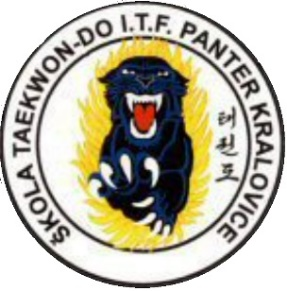 ŠKOLA TAEKWON-DO I.T.F. PANTER KRALOVICE
태권도